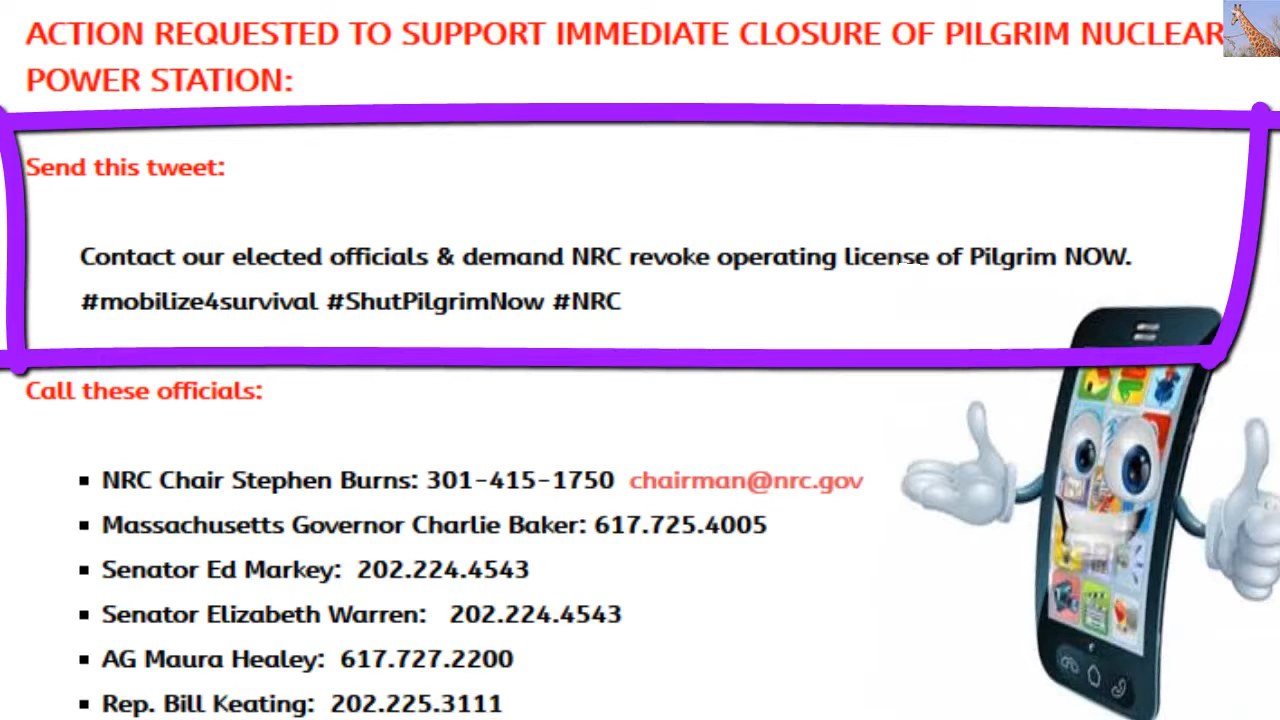 ACTION REQUESTED TO SUPPORT IMMEDIATE CLOSURE OF PILGRIM NUCLEAR
POWER STATION:
Send this tweet:
Contact our elected officials & demand NRC revoke operating license of Pilgrim NOW.
#mobilize4survival #ShutPilgrimNow #NRC
Call these officials:
▪ NRC Chair Stephen Burns: 301-415-1750 chairman@nrc.gov
▪ Massachusetts Governor Charlie Baker: 617.725.4005
▪ Senator Ed Markey: 202.224.4543
▪ Senator Elizabeth Warren: 202.224.4543
▪ AG Maura Healey: 617.727.2200
▪ Rep. Bill Keating: 202.225.3111